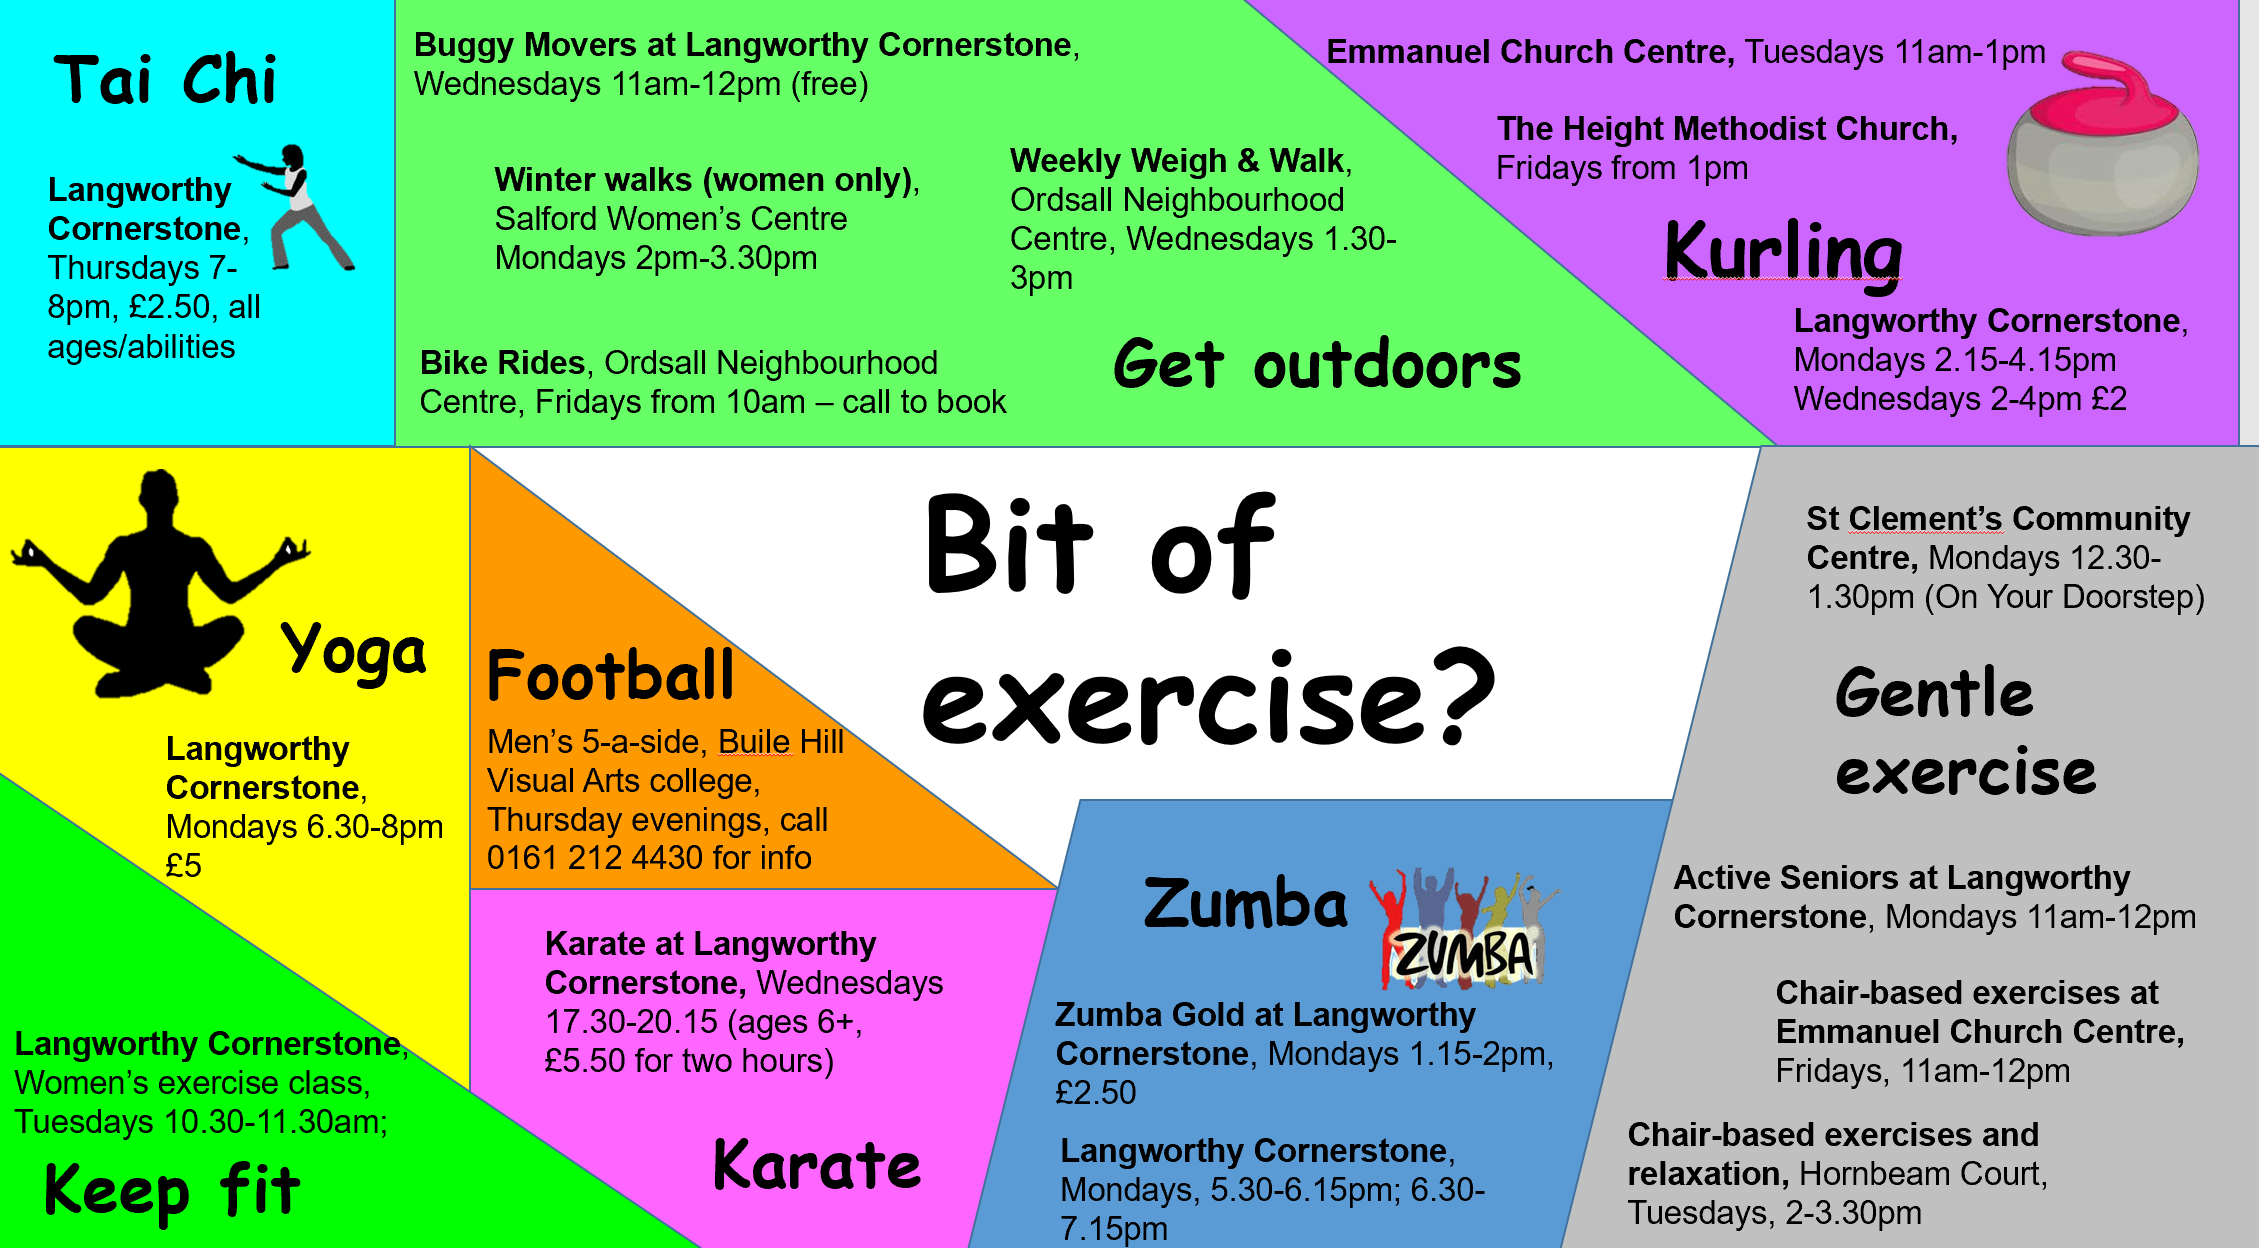 Tai Chi
Langworthy
Cornerstone,
Thursdays 7-
8pm, £2.50, all
ages/abilities
Buggy Movers at Langworthy Cornerstone,
Wednesdays 11am-12pm (free)
Winter walks (women only),
Salford Women’s Centre
Mondays 2pm-3.30pm
Weekly Weigh & Walk,
Ordsall Neighbourhood
Centre, Wednesdays 1.30-
3pm
Bike Rides, Ordsall Neighbourhood
Centre, Fridays from 10am – call to book
Get outdoors
Emmanuel Church Centre, Tuesdays 11am-1pm
The Height Methodist Church,
Fridays from 1pm
Kurling
Langworthy Cornerstone,
Mondays 2.15-4.15pm
Wednesdays 2-4pm £2
Yoga
Langworthy
Cornerstone,
Mondays 6.30-8pm
£5
Football
Men’s 5-a-side, Buile Hill
Visual Arts college,
Thursday evenings, call
0161 212 4430 for info
Bit of
exercise?
St Clement’s Community
Centre, Mondays 12.30-
1.30pm (On Your Doorstep)
Gentle
exercise
Active Seniors at Langworthy
Cornerstone, Mondays 11am-12pm
Chair-based exercises at
Emmanuel Church Centre,
Fridays, 11am-12pm
Chair-based exercises and
relaxation, Hornbeam Court,
Tuesdays, 2-3.30pm
Langworthy Cornerstone,
Women’s exercise class,
Tuesdays 10.30-11.30am;
Keep fit
Karate at Langworthy
Cornerstone, Wednesdays
17.30-20.15 (ages 6+,
£5.50 for two hours)
Karate
Zumba
ZUMBA
Zumba Gold at Langworthy
Cornerstone, Mondays 1.15-2pm,
£2.50
Langworthy Cornerstone,
Mondays, 5.30-6.15pm; 6.30-
7.15pm